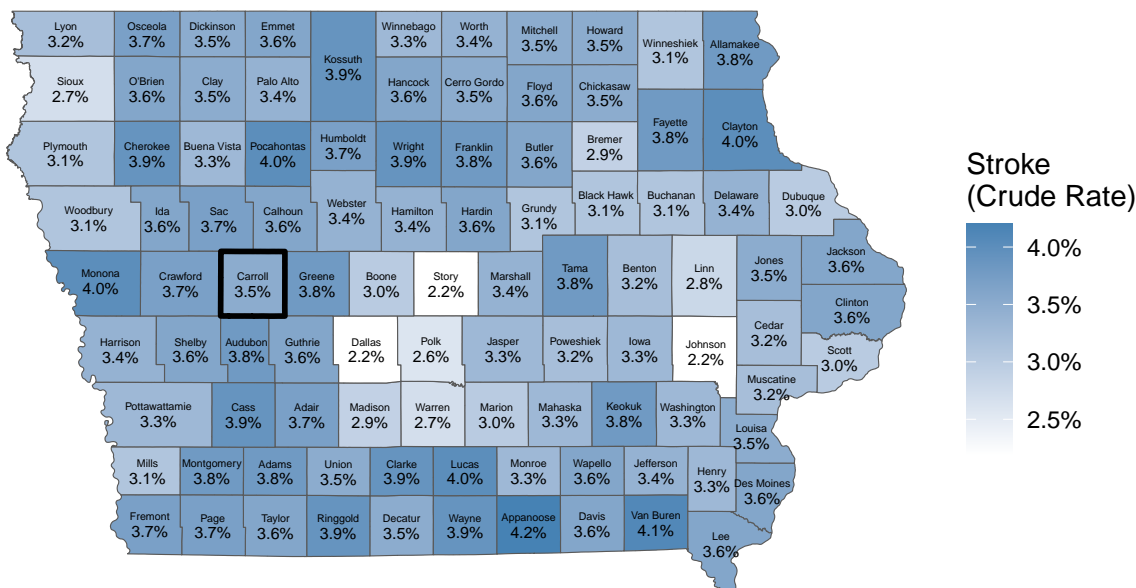 Lyon Osceola Dickinson Emmet Winnebago Worth Mitchell Howard
3.2% 3.7% 3.5% 3.6% 3.3% 3.4% 3.5% 3.5%
Winneshiek Allamakee
3.1% 3.8%
Kossuth
3.9%
Sioux O'Brien Clay Palo Alto Hancock Cerro Gordo Floyd Chickasaw
2.7% 3.6% 3.5% 3.4% 3.6% 3.5% 3.6% 3.5%
Fayette Clayton
3.8% 4.0%
Plymouth Cherokee Buena Vista Pocahontas Humboldt Wright Franklin Butler Bremer
3.1% 3.9% 3.3% 4.0% 3.7% 3.9% 3.8% 3.6% 2.9%
Woodbury Ida Sac Calhoun Webster Hamilton Hardin Grundy Black Hawk Buchanan Delaware Dubuque
3.1% 3.6% 3.7% 3.6% 3.4% 3.4% 3.6% 3.1% 3.1% 3.1% 3.4% 3.0%
Monona Crawford Carroll Greene Boone Story Marshall Tama Benton Linn Jones Jackson
4.0% 3.7% 3.5% 3.8% 3.0% 2.2% 3.4% 3.8% 3.2% 2.8% 3.5% 3.6%
Clinton
3.6%
Harrison Shelby Audubon Guthrie Dallas Polk Jasper Poweshiek Iowa Johnson Cedar Scott
3.4% 3.6% 3.8% 3.6% 2.2% 2.6% 3.3% 3.2% 3.3% 2.2% 3.2% 3.0%
Muscatine
3.2%
Pottawattamie Cass Adair Madison Warren Marion Mahaska Keokuk Washington Louisa
3.3% 3.9% 3.7% 2.9% 2.7% 3.0% 3.3% 3.8% 3.3% 3.5%
Mills Montgomery Adams Union Clarke Lucas Monroe Wapello Jefferson Henry Des Moines
3.1% 3.8% 3.8% 3.5% 3.9% 4.0% 3.3% 3.6% 3.4% 3.3% 3.6%
Fremont Page Taylor Ringgold Decatur Wayne Appanoose Davis Van Buren Lee
3.7% 3.7% 3.6% 3.9% 3.5% 3.9% 4.2% 3.6% 4.1% 3.6%
Stroke
(Crude Rate)
4.0%
3.5%
3.0%
2.5%